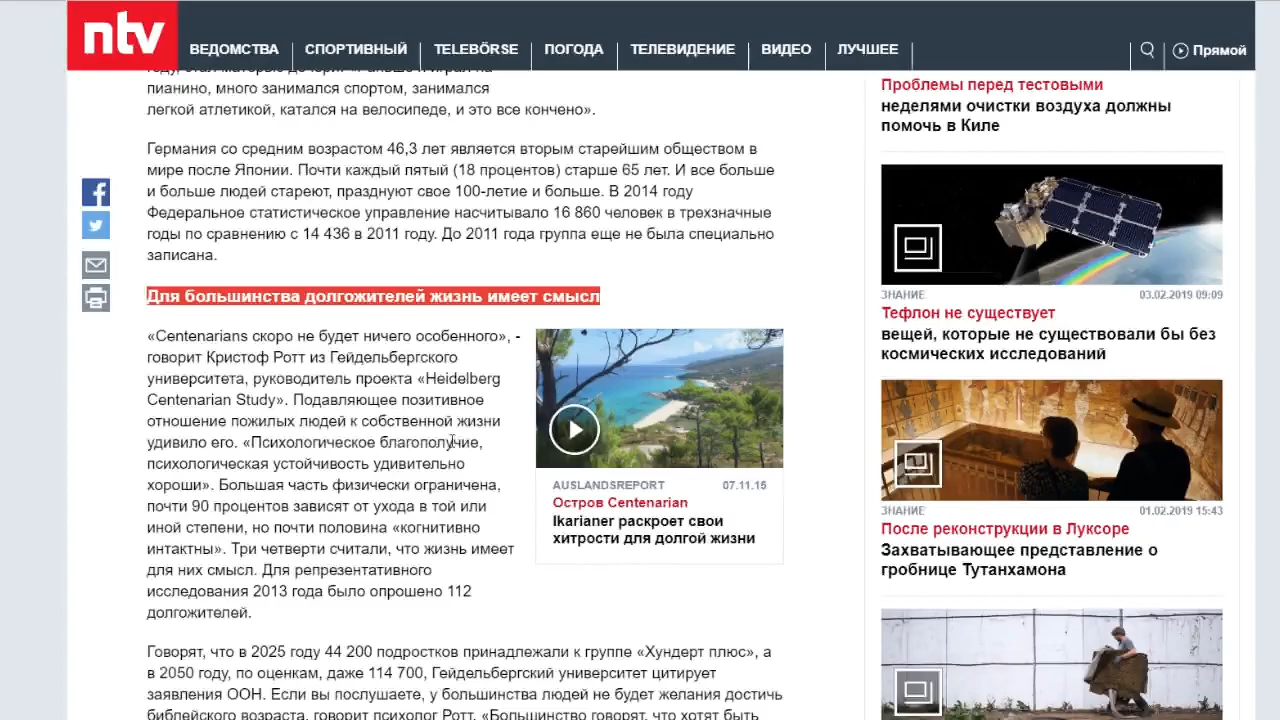 ntv
ВЕДОМСТВА
СПОРТИВНЫЙ
TELEBÖRSE
ПОГОДА
ТЕЛЕВИДЕНИЕ
ВИДЕО
ЛУЧШЕЕ
Прямой
пианино, много занимался спортом, занимался
легкой атлетикой, катался на велосипеде, и это все кончено».
Германия со средним возрастом 46,3 лет является вторым старейшим обществом в
мире после Японии. Почти каждый пятый (18 процентов) старше 65 лет. И все больше
и больше людей стареют, празднуют свое 100-летие и больше. В 2014 году
Федеральное статистическое управление насчитывало 16 860 человек в трехзначные
годы по сравнению с 14 436 в 2011 году. До 2011 года группа еще не была специально
записана.
Для большинства долгожителей жизнь имеет смысл
«Centenarians скоро не будет ничего особенного», -
говорит Кристоф Ротт из Гейдельбергского
университета, руководитель проекта «Heidelberg
Centenarian Study». Подавляющее позитивное
отношение пожилых людей к собственной жизни
удивило его. «Психологическое благополучие,
психологическая устойчивость удивительно
хороши». Большая часть физически ограничена,
почти 90 процентов зависят от ухода в той или
иной степени, но почти половина «когнитивно
интактны». Три четверти считали, что жизнь имеет
для них смысл. Для репрезентативного
исследования 2013 года было опрошено 112
долгожителей.
AUSLANDSREPORT 07.11.16
Остров Centenarian
Ikarianer раскроет свои
хитрости для долгой жизни
Говорят, что в 2025 году 44 200 подростков принадлежали к группе «Хундерт плюс», а
в 2050 году, по оценкам, даже 114 700, Гейдельбергский университет цитирует
заявления ООН. Если вы послушаете, у большинства людей не будет желания достичь
библейского возраста, говорит психолог Ротт. «Большинство говорят, что хотят быть
Проблемы перед тестовыми
неделями очистки воздуха должны
помочь в Киле
ЗНАНИЕ 03.02.2019 09:09
Тефлон не существует
вещей, которые не существовали бы без
космических исследований
ЗНАНИЕ 01.02.2019 15:43
После реконструкции в Луксоре
Захватывающее представление о
гробнице Тутанхамона